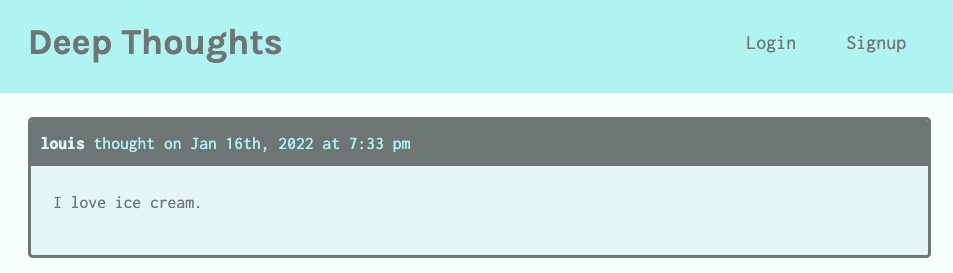 Deep Thoughts
Login Signup
louis thought on Jan 16th, 2022 at 7:33 pm
I love ice cream.